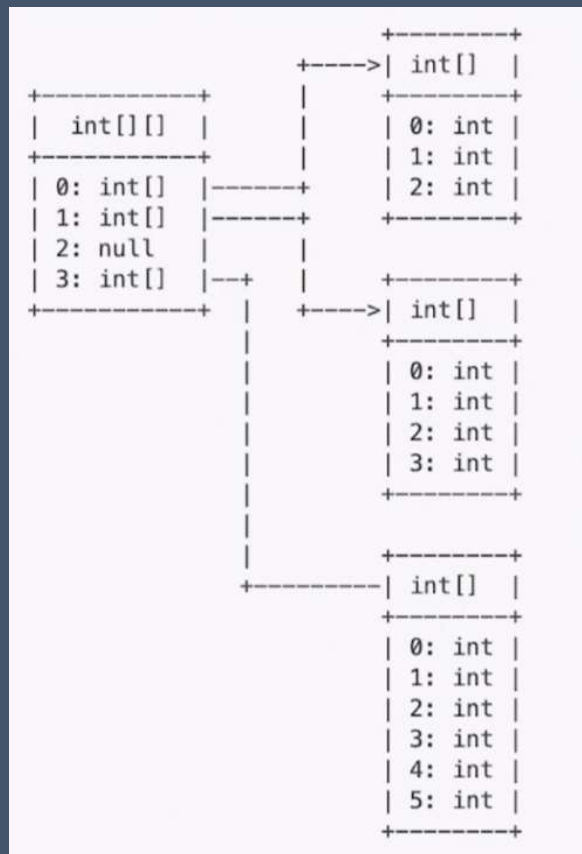 int[][]
0: int[]
1: int[]
2: null
3: int[]
int[]
0: int
1: int
2: int
int[]
0: int
1: int
2: int
3: int
int[]
0: int
1: int
2: int
3: int
4: int
5: int